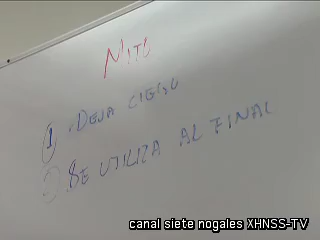 MITO
1) ¿DEJA CIEGO
2) SE UTILIZA AL FINAL
canal siete nogales XHNSS-TV